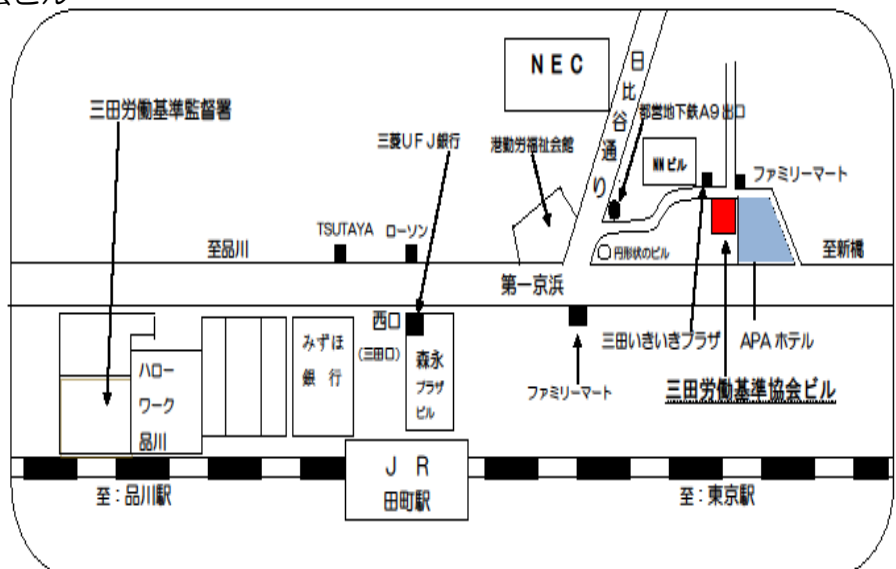 ＮＥＣ
日比谷通り
三田労働基準監督署
都営地下鉄A9出口
三菱ＵＦＪ銀行
港勤労福祉会館
NNビル
ファミリーマート
TSUTAYA
ローソン
至品川
円形状のビル
至新橋
第一京浜
西口
（三田口）
みずほ
銀 行
森永
プラザ
ビル
三田いきいきプラザ
APAホテル
ハロー
ワーク
品川
ファミリーマート
三田労働基準協会ビル
ＪＲ
田町駅
至：品川駅
至：東京駅